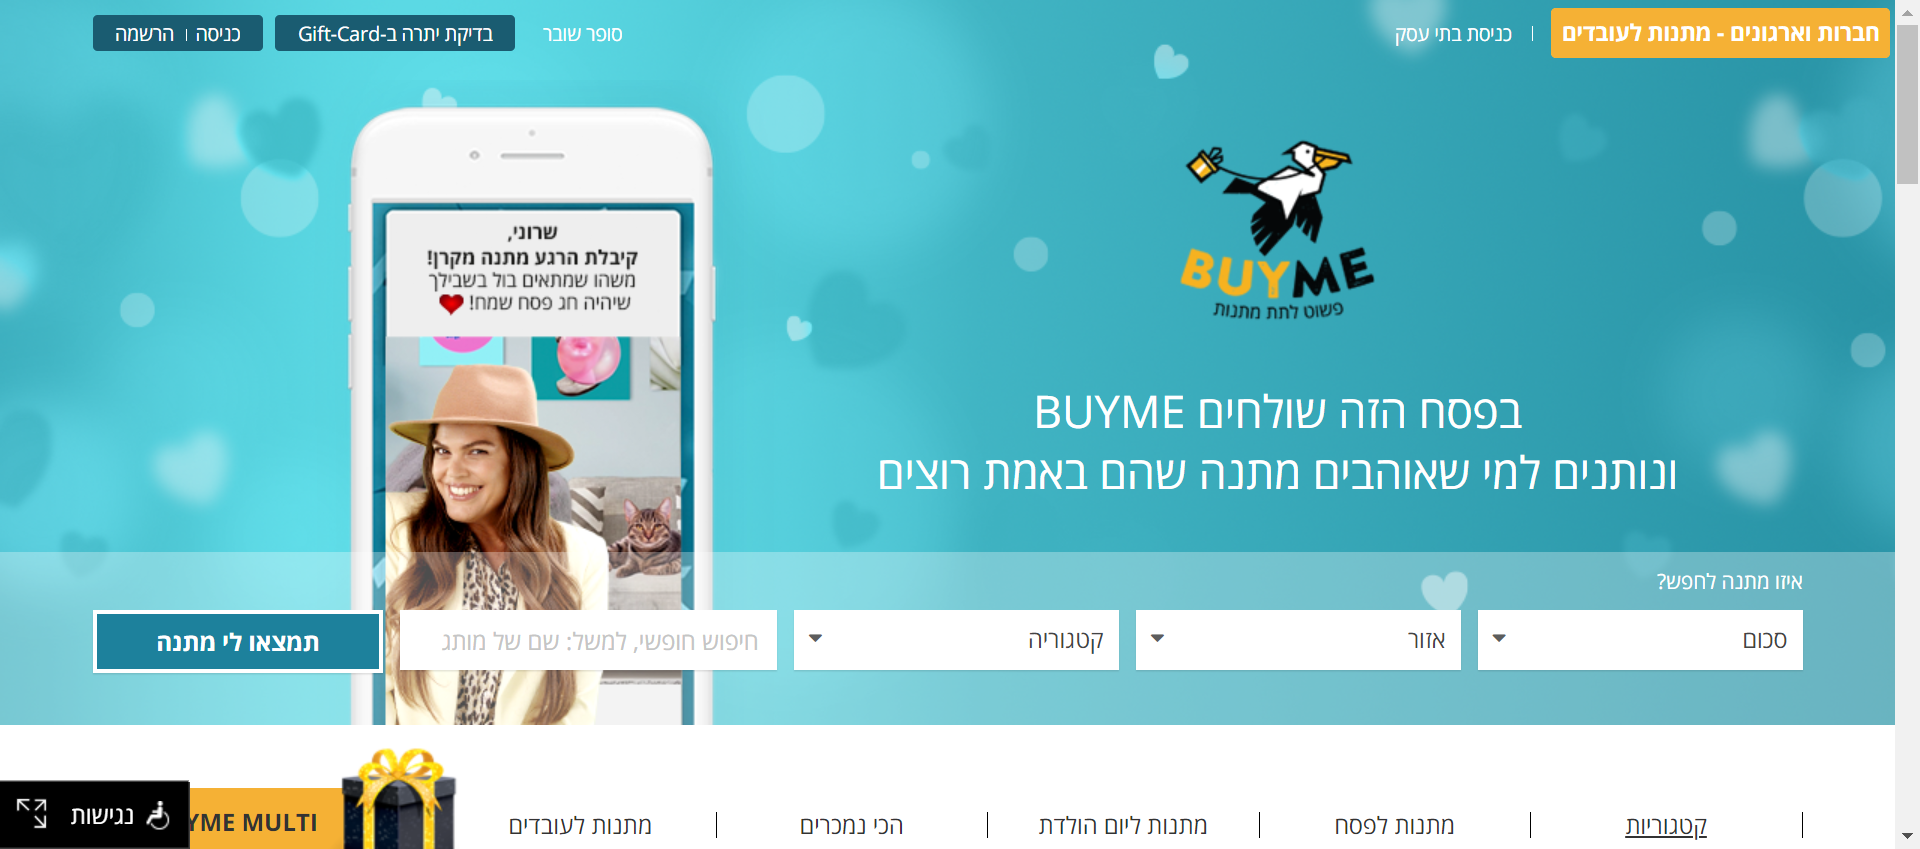 חברות וארגונים - מתנות לעובדים
כניסת בתי עסק
סופר שובר
בדיקת יתרה ב-Gift-Card
כניסה | הרשמה
שרוני,
קיבלת הרגע מתנה מקרן!
משהו שמתאים בול בשבילך
שיהיה חג פסח שמח!
BUYME
פשוט לתת מתנות
בפסח הזה שולחים BUYME
ונותנים למי שאוהבים מתנה שהם באמת רוצים
איזו מתנה לחפש?
סכום
אזור
קטגוריה
חיפוש חופשי, למשל: שם של מותג
תמצאו לי מתנה
קטגוריות
מתנות לפסח
מתנות ליום הולדת
הכי נמכרים
מתנות לעובדים
YME MULTI
נגישות